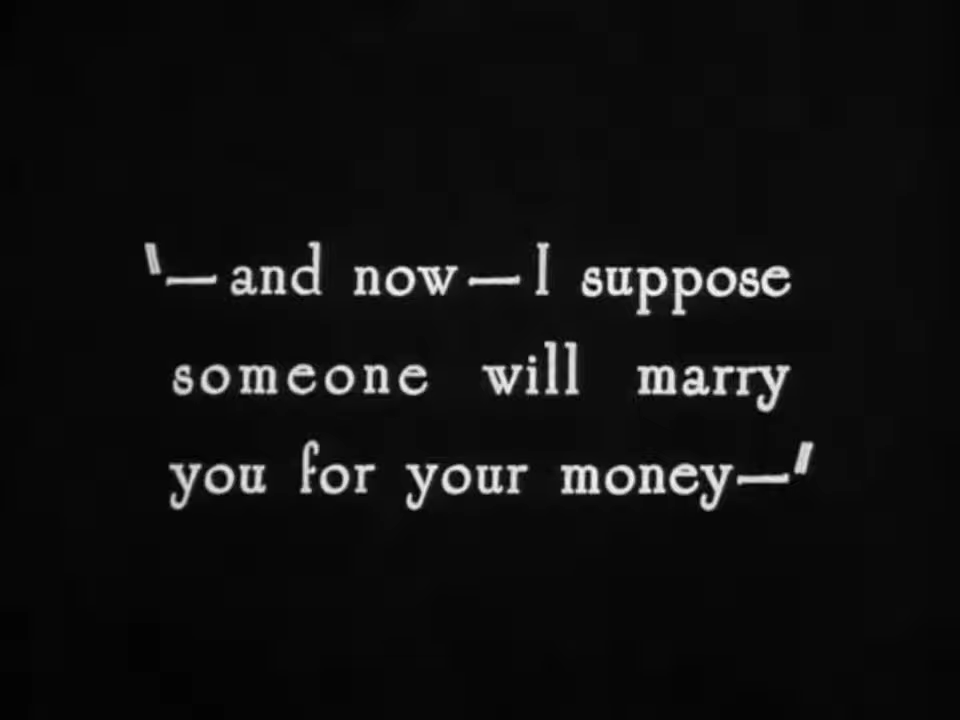 "—and now—I suppose
someone will marry
you for your money—"